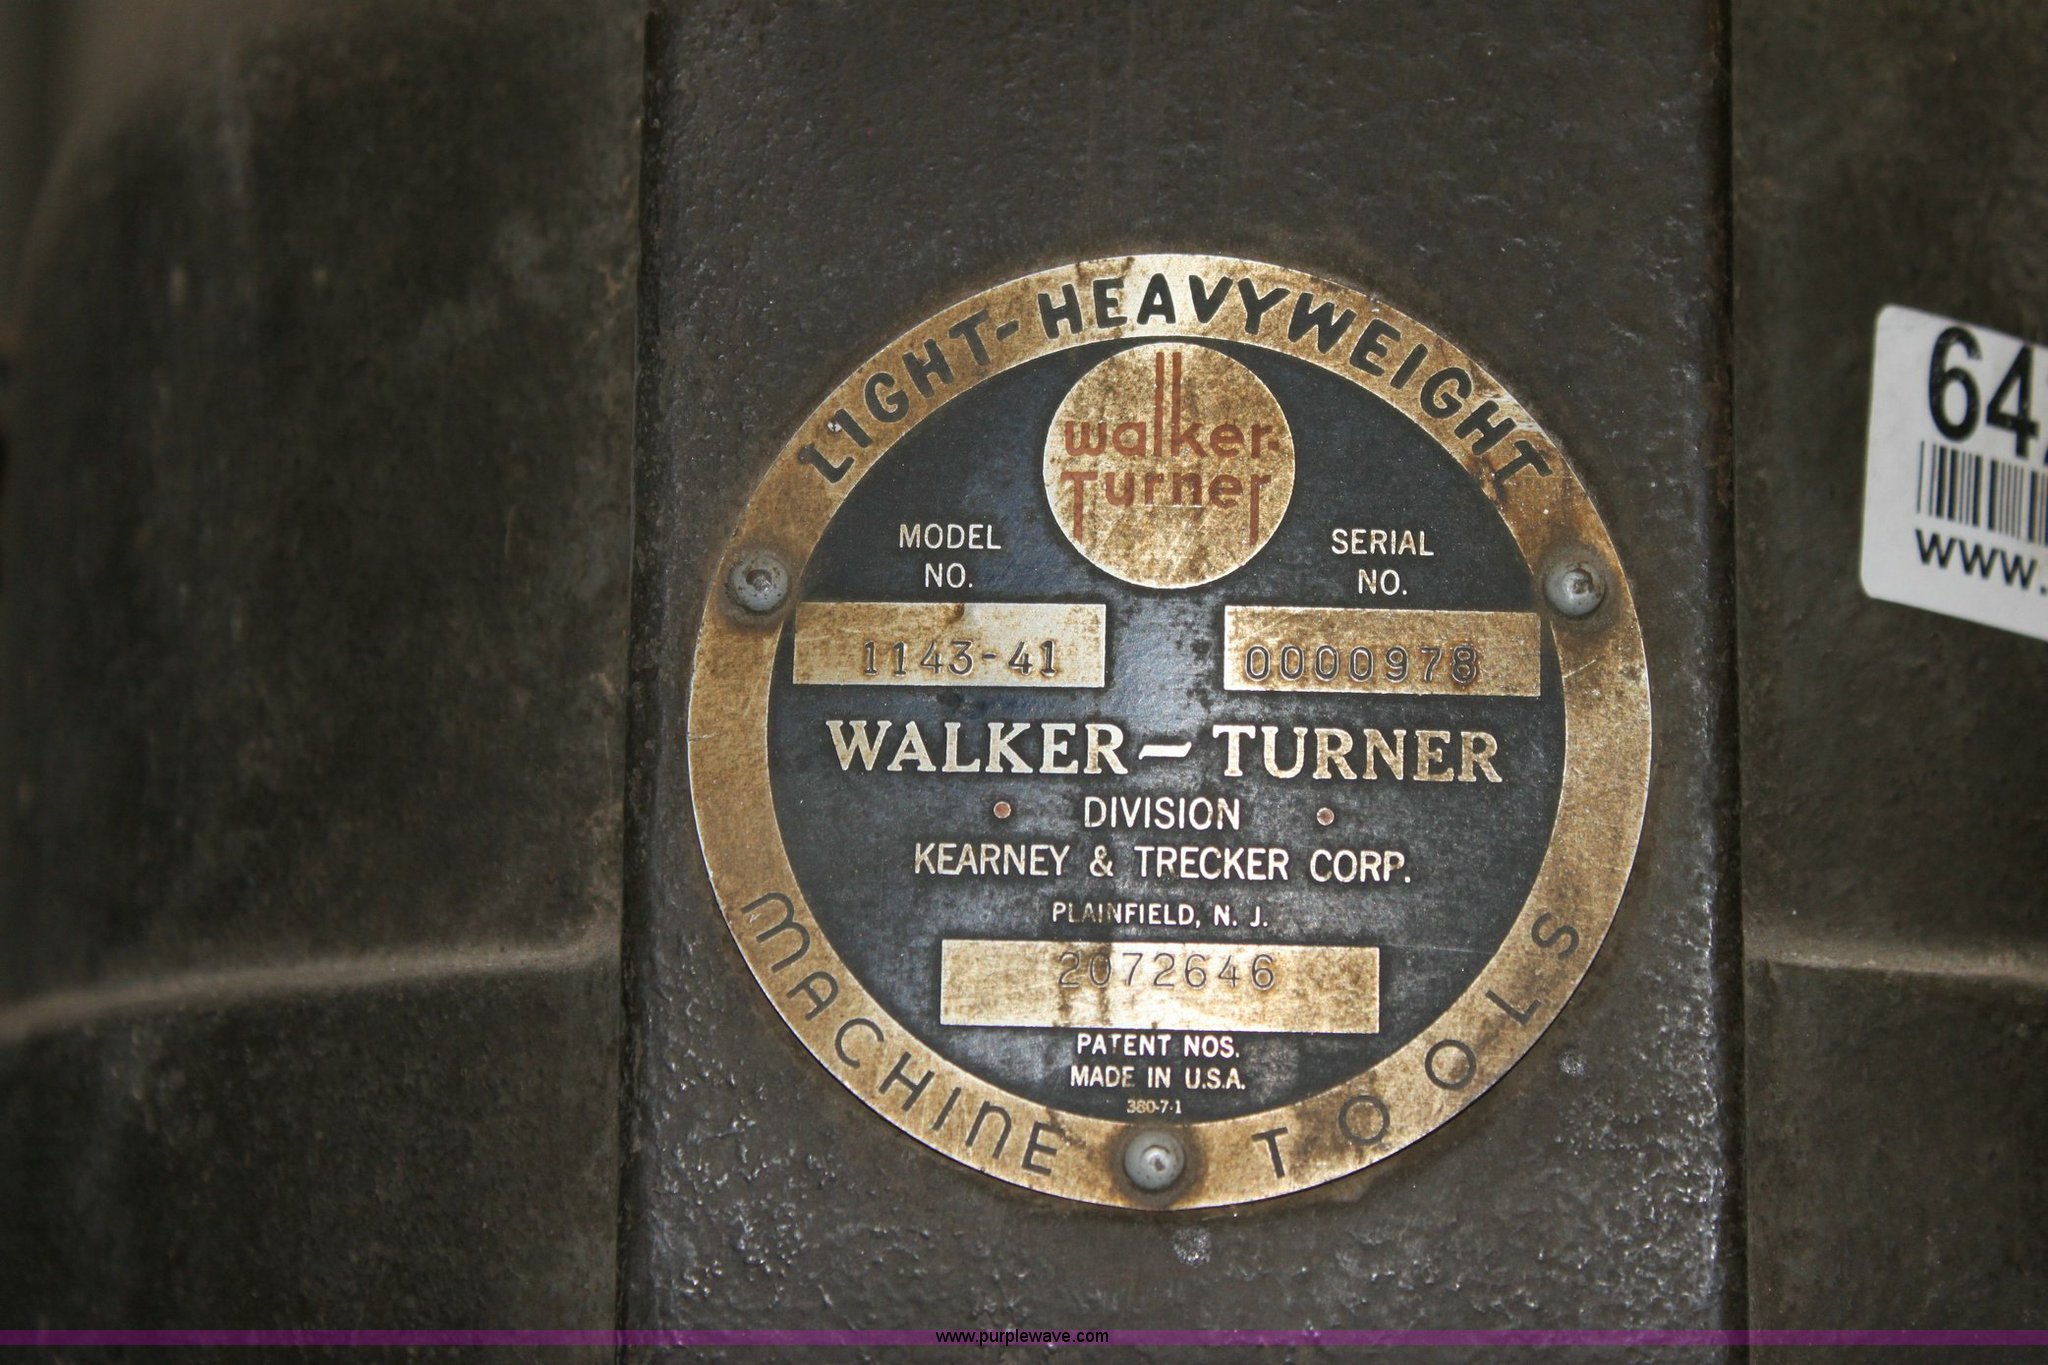 LIGHT-HEAVYWEIGHT
walker-
Turner
MODEL
NO.
SERIAL
NO.
1143-41
0000978
WALKER-TURNER
DIVISION
KEARNEY & TRECKER CORP.
PLAINFIELD, N. J.
2072646
PATENT NOS.
MADE IN U.S.A.
380-7-1
MACHINE TOOLS
64
www.
www.purplewave.com